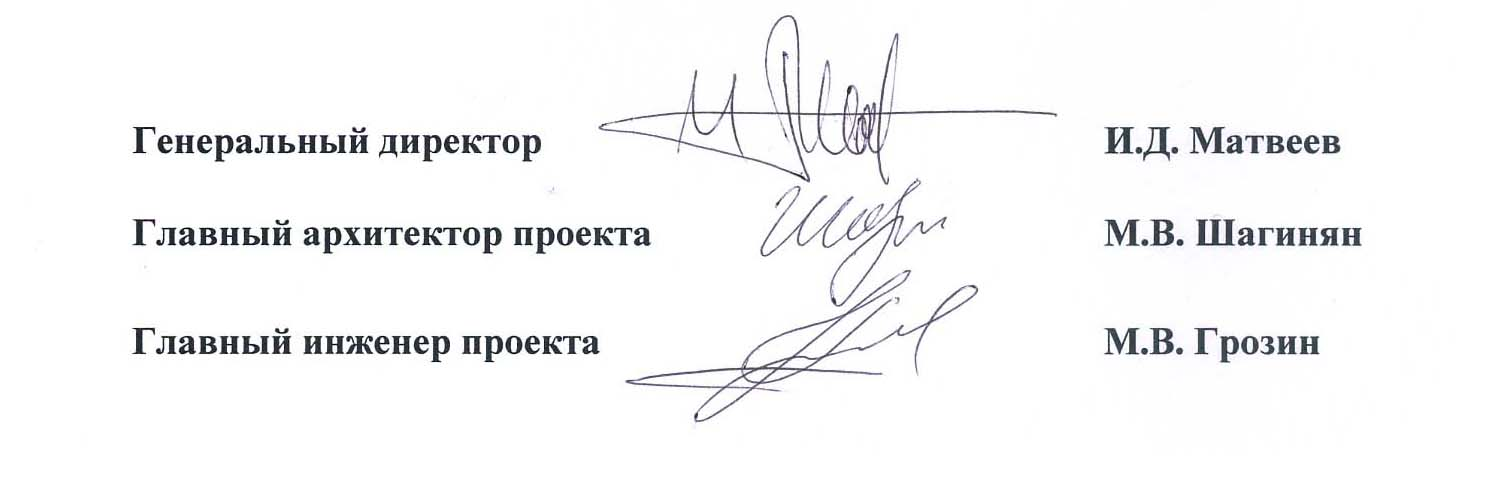 Генеральный директор И.Д. Матвеев
Главный архитектор проекта М.В. Шагинян
Главный инженер проекта М.В. Грозин